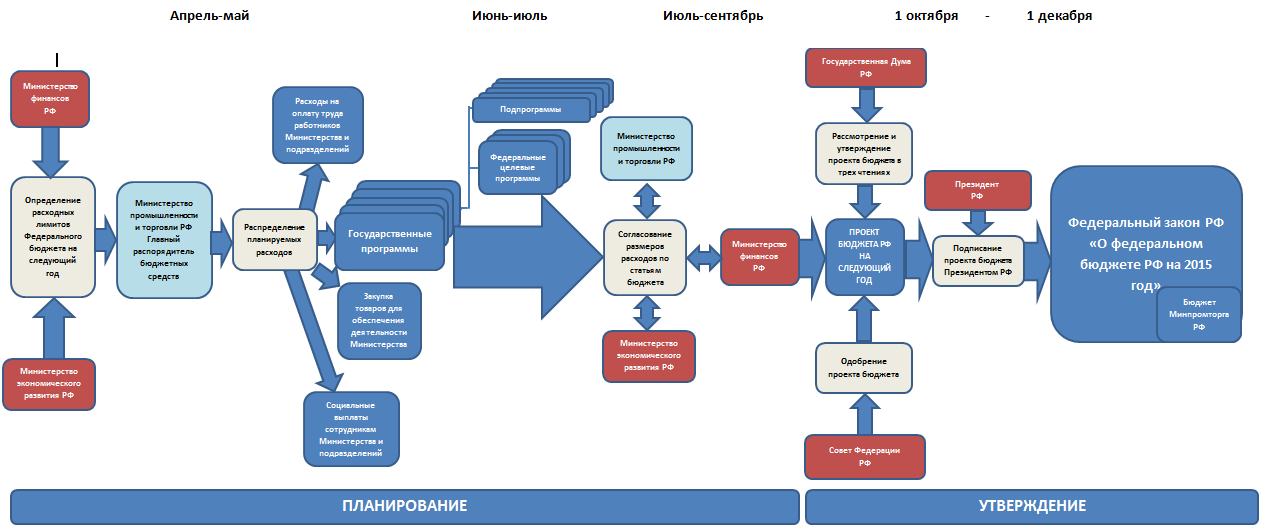 Апрель-май
Июнь-июль
Июль-сентябрь
1 октября - 1 декабря
Министерство
финансов
РФ
Определение
расходных
лимитов
Федерального
бюджета на
следующий
год
Министерство
экономического
развития РФ
Министерство
промышленности
и торговли РФ
Главный
распорядитель
бюджетных
средств
Распределение
планируемых
расходов
Расходы на
оплату труда
работников
Министерства и
подразделений
Государственные
программы
Закупка
товаров для
обеспечения
деятельности
Министерства
Социальные
выплаты
сотрудникам
Министерства и
подразделений
Подпрограммы
Федеральные
целевые
программы
Министерство
промышленности
и торговли РФ
Согласование
размеров
расходов по
статьям
бюджета
Министерство
экономического
развития РФ
Министерство
финансов
РФ
Государственная Дума
РФ
Рассмотрение и
утверждение
проекта бюджета в
трех чтениях
ПРОЕКТ
БЮДЖЕТА РФ
НА
СЛЕДУЮЩИЙ
ГОД
Одобрение
проекта бюджета
Совет Федерации
РФ
Президент
РФ
Подписание
проекта бюджета
Президентом РФ
Федеральный закон РФ
«О федеральном
бюджете РФ на 2015
год»
Бюджет
Минпромторга
РФ
ПЛАНИРОВАНИЕ
УТВЕРЖДЕНИЕ